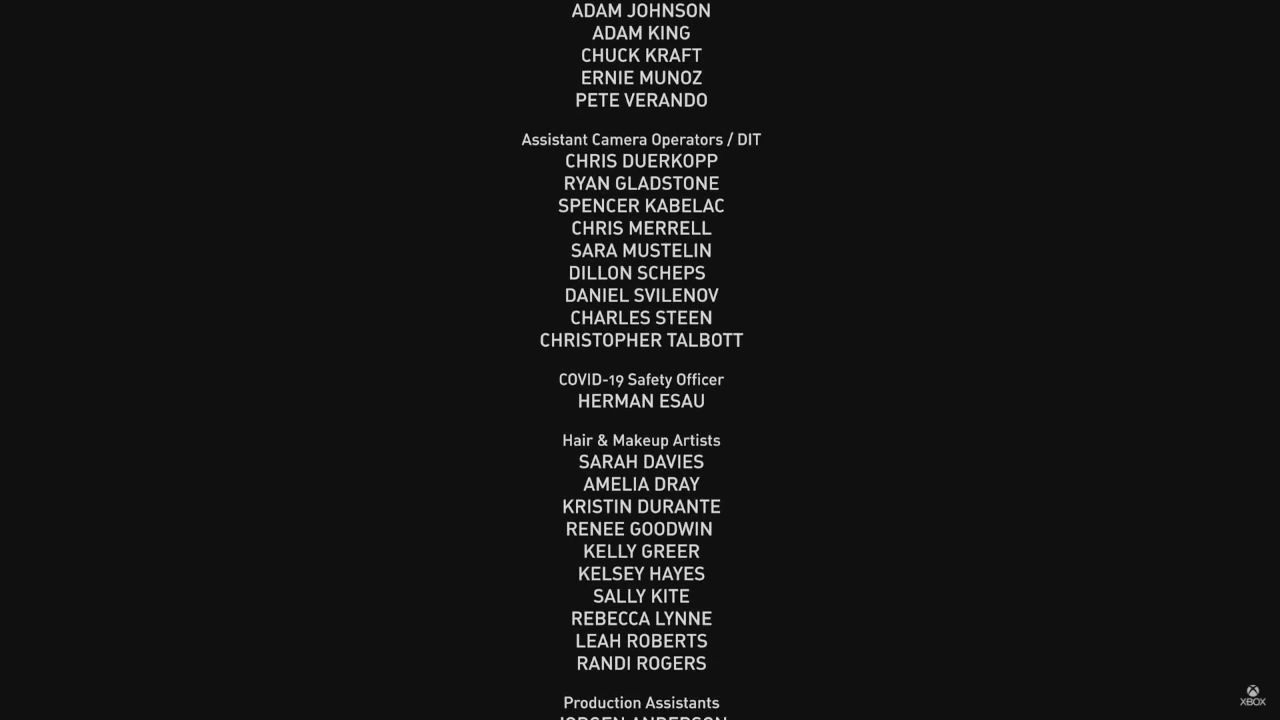 ADAM JOHNSON
ADAM KING
CHUCK KRAFT
ERNIE MUNOZ
PETE VERANDO
Assistant Camera Operators / DIT
CHRIS DUERKOPP
RYAN GLADSTONE
SPENCER KABELAC
CHRIS MERRELL
SARA MUSTELIN
DILLON SCHEPS
DANIEL SVILENOV
CHARLES STEEN
CHRISTOPHER TALBOTT
COVID-19 Safety Officer
HERMAN ESAU
Hair & Makeup Artists
SARAH DAVIES
AMELIA DRAY
KRISTIN DURANTE
RENEE GOODWIN
KELLY GREER
KELSEY HAYES
SALLY KITE
REBECCA LYNNE
LEAH ROBERTS
RANDI ROGERS
Production Assistants
XBOX